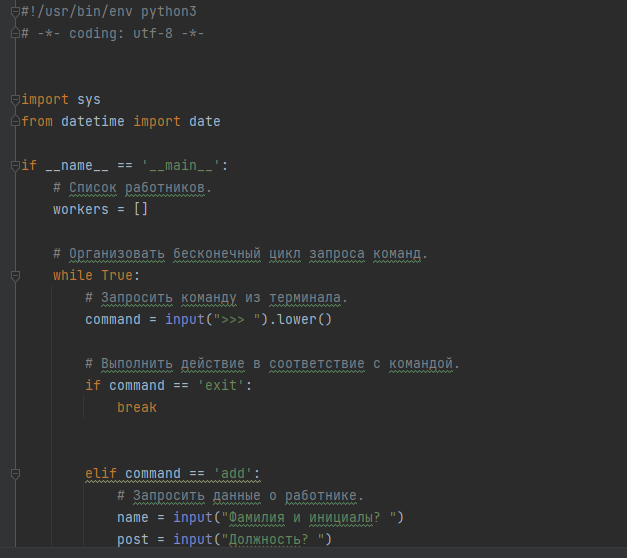 #!/usr/bin/env python3
# -*- coding: utf-8 -*-
import sys
from datetime import date
if __name__ == '__main__':
# Список работников.
workers = []
# Организовать бесконечный цикл запроса команд.
while True:
# Запросить команду из терминала.
command = input(">>> ").lower()
# Выполнить действие в соответствие с командой.
if command == 'exit':
break
elif command == 'add':
# Запросить данные о работнике.
name = input("Фамилия и инициалы? ")
post = input("Должность? ")